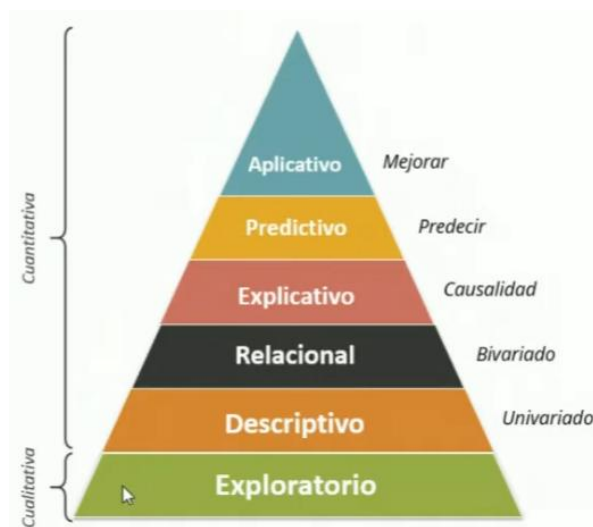 Aplicativo Mejorar
Predictivo Predecir
Explicativo Causalidad
Relacional Bivariado
Descriptivo Univariado
Exploratorio
Cuantitativa
Cualitativa